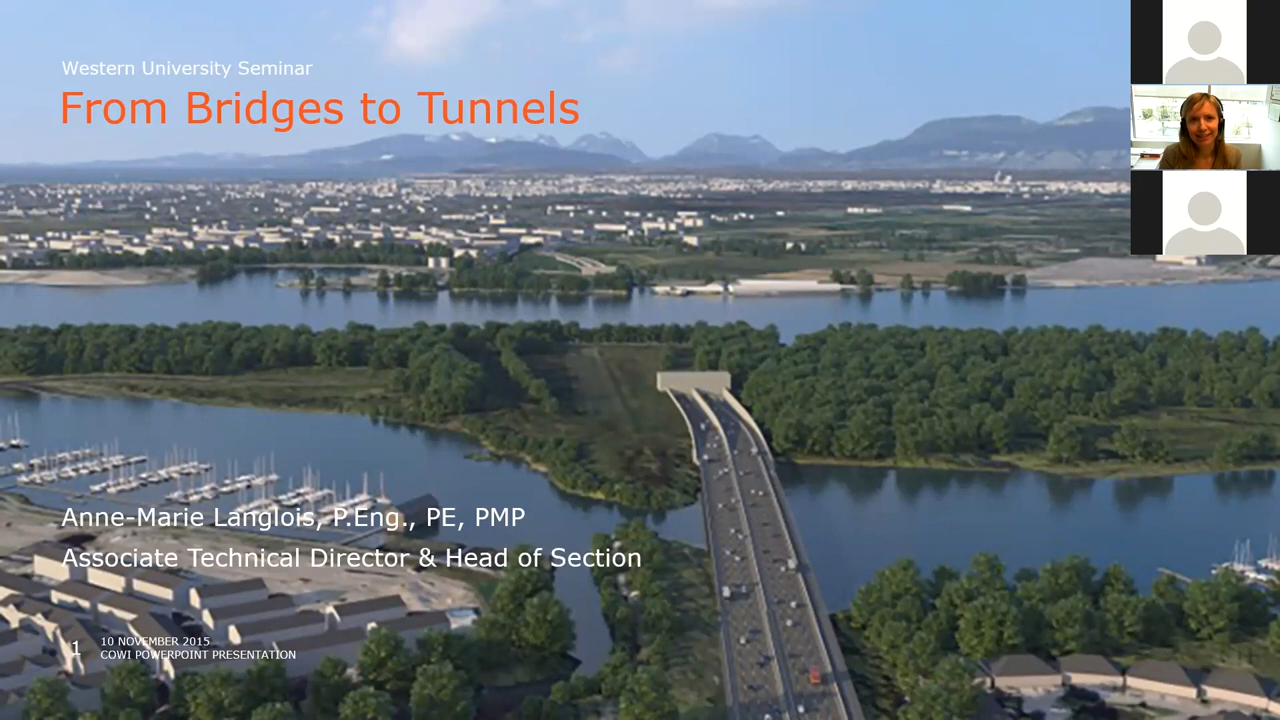 Western University Seminar
From Bridges to Tunnels
Anne-Marie Langlois, P.Eng., PE, PMP
Associate Technical Director & Head of Section
1
10 NOVEMBER 2015
COWI POWERPOINT PRESENTATION